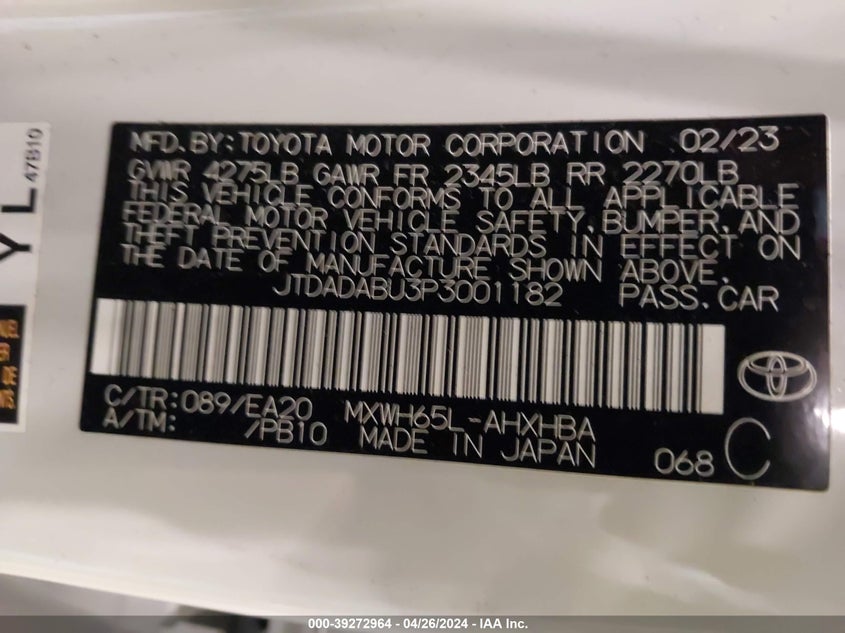 47B10
YL
MFD.BY:TOYOTA MOTOR CORPORATION 02/23
GVWR 4275LB GAWR FR 2345LB RR 2270LB
THIS VEHICLE CONFORMS TO ALL APPLICABLE
FEDERAL MOTOR VEHICLE SAFETY,BUMPER,AND
THEFT PREVENTION STANDARDS IN EFFECT ON
THE DATE OF MANUFACTURE SHOWN ABOVE.
JTDADABU3P3001182 PASS.CAR
C/TR:089/EA20 MXWH65L-AHXHBA
A/TM: /PB10 MADE IN JAPAN 068 C
DE
000-39272964 - 04/26/2024 - IAA Inc.